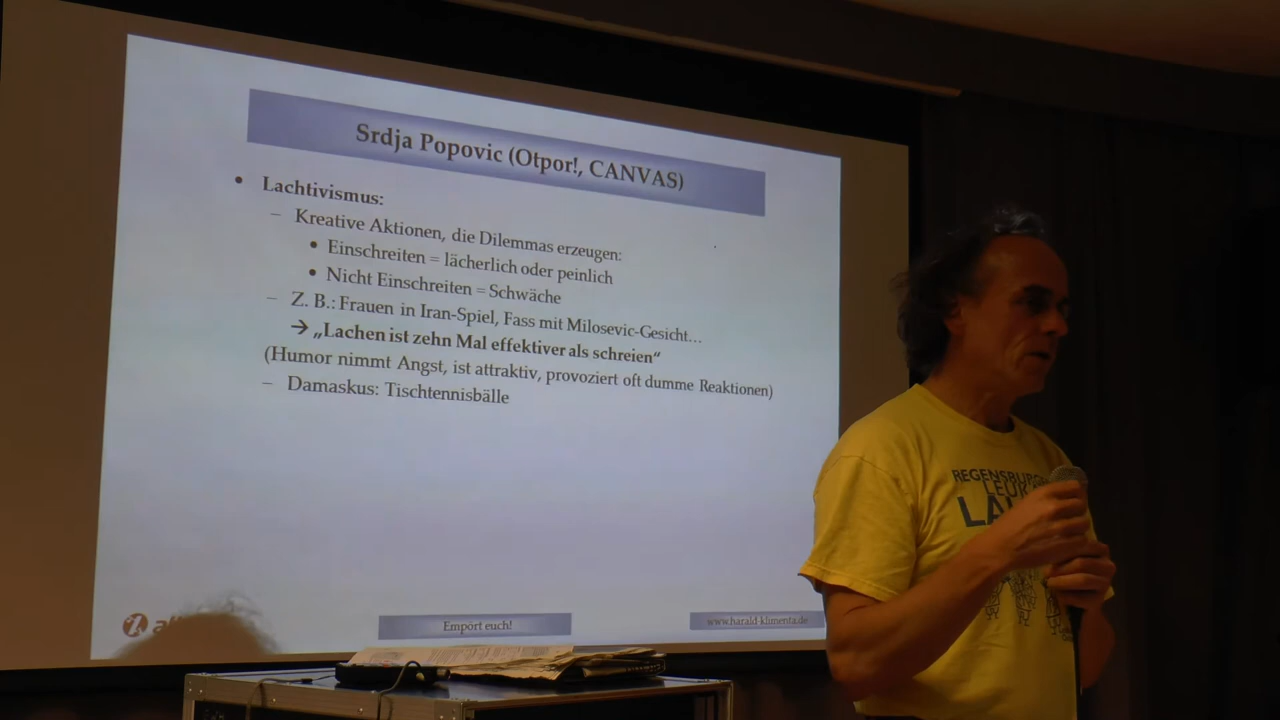 Srdja Popovic (Otpor!, CANVAS)
• Lachtivismus:
– Kreative Aktionen, die Dilemmas erzeugen:
• Einschreiten = lächerlich oder peinlich
• Nicht Einschreiten = Schwäche
– Z. B.: Frauen in Iran-Spiel, Fass mit Milosevic-Gesicht...
→ „Lachen ist zehn Mal effektiver als schreien“
(Humor nimmt Angst, ist attraktiv, provoziert oft dumme Reaktionen)
– Damaskus: Tischtennisbälle
Empört euch!
www.harald-klimenta.de